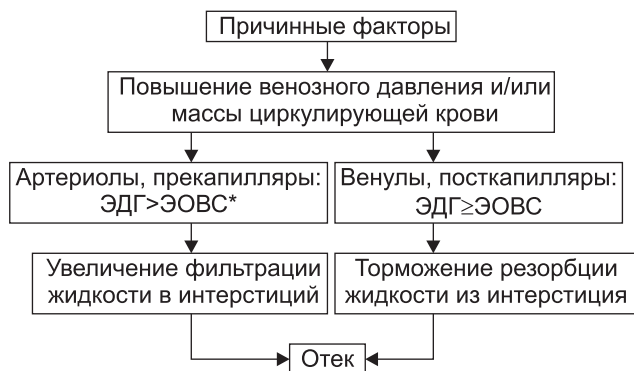 Причинные факторы
Повышение венозного давления и/или
массы циркулирующей крови
Артериолы, прекапилляры:
ЭДГ>ЭОВС*
Венулы, посткапилляры:
ЭДГ≥ЭОВС
Увеличение фильтрации
жидкости в интерстиций
Торможение резорбции
жидкости из интерстиция
Отек